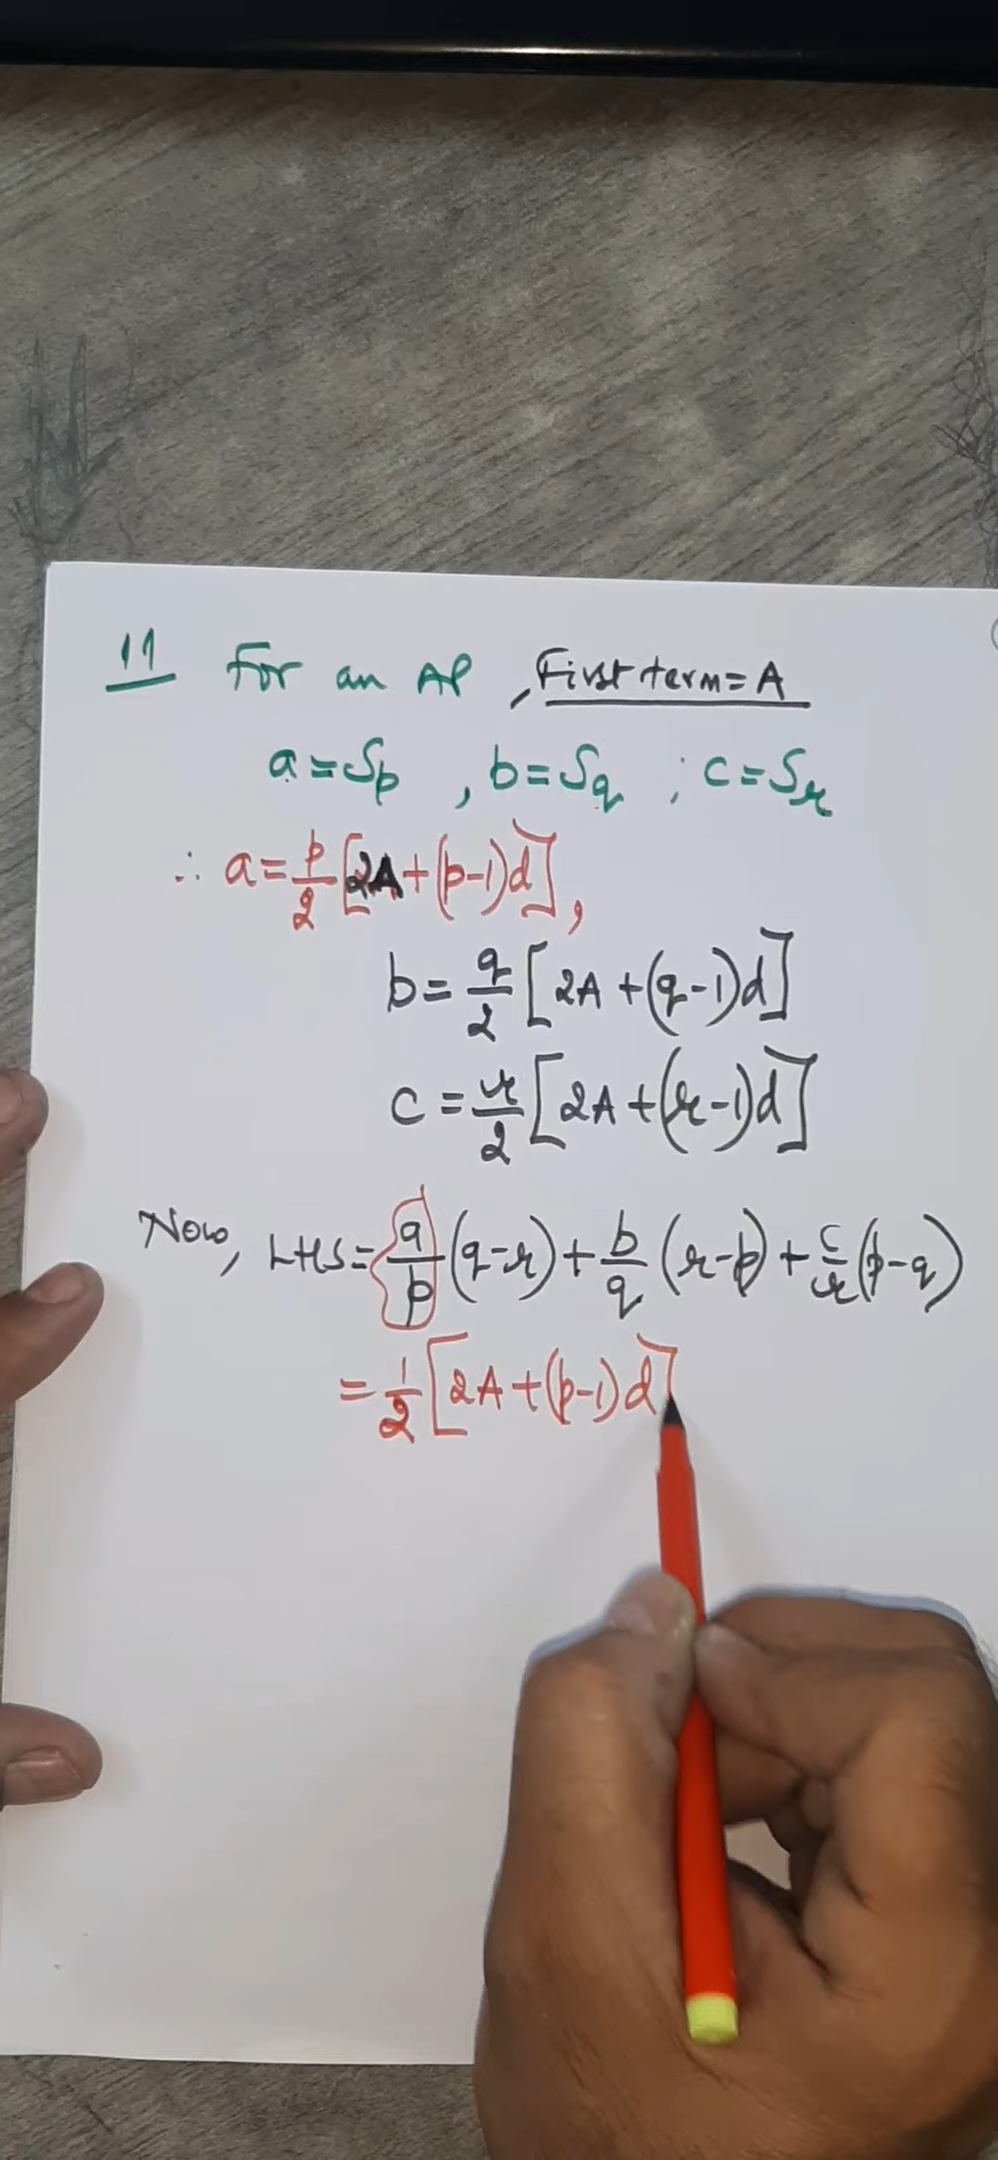 11 For an AP, First term = A
a = Sp , b = Sq ; c = Sr
∴ a = p/2 [2A + (p-1)d],
b = q/2 [2A + (q-1)d]
c = r/2 [2A + (r-1)d]
Now, LHS = a/p (q-r) + b/q (r-p) + c/r (p-q)
= 1/2 [2A + (p-1)d]